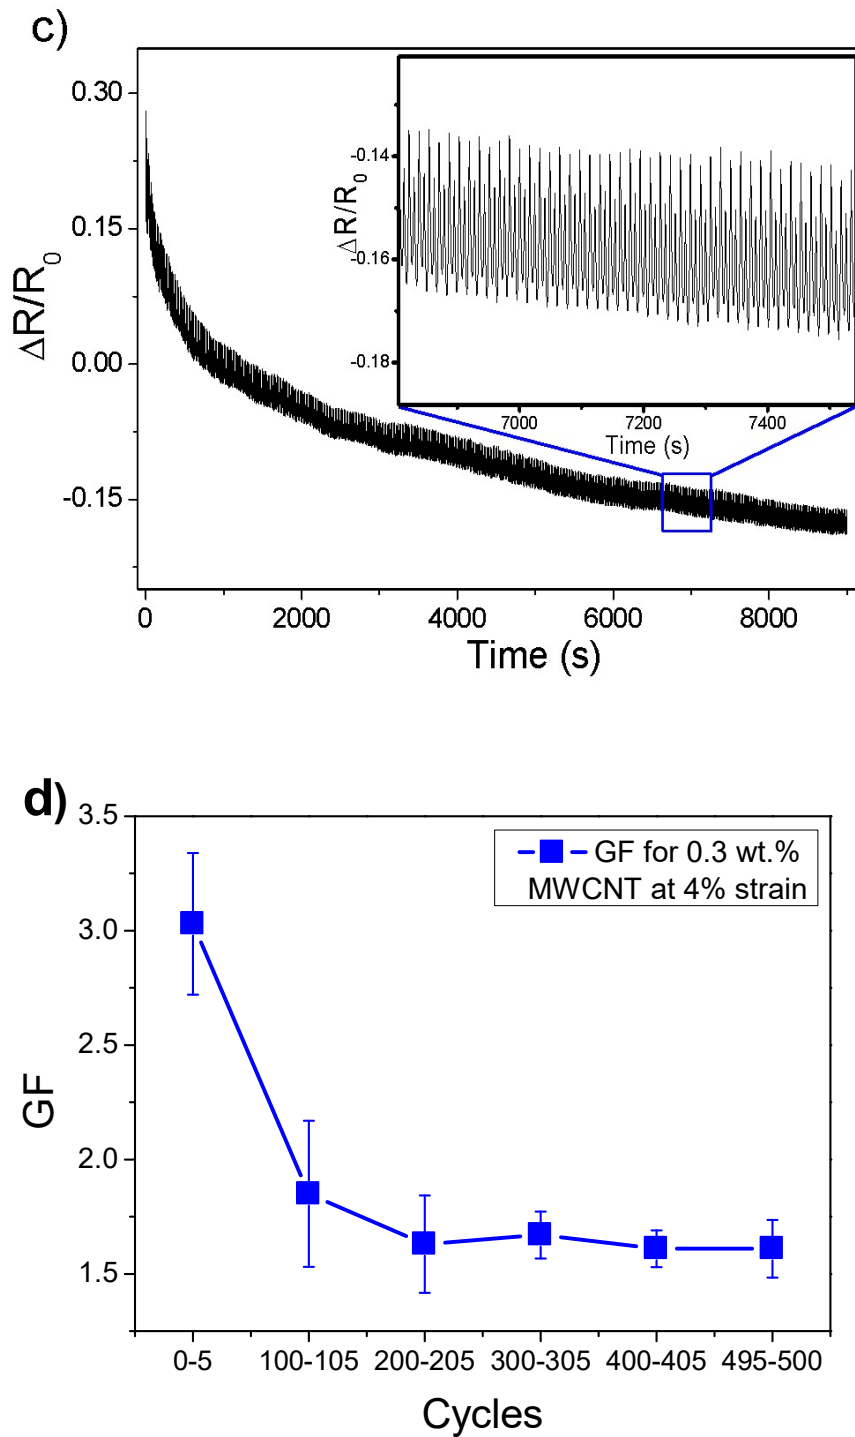 c)
0.30
0.15
0.00
-0.15
ΔR/R0
0
2000
4000
6000
8000
Time (s)
-0.14
-0.16
-0.18
ΔR/R0
7000
7200
7400
Time (s)
d)
3.5
3.0
2.5
2.0
1.5
GF
GF for 0.3 wt.%
MWCNT at 4% strain
0-5
100-105
200-205
300-305
400-405
495-500
Cycles